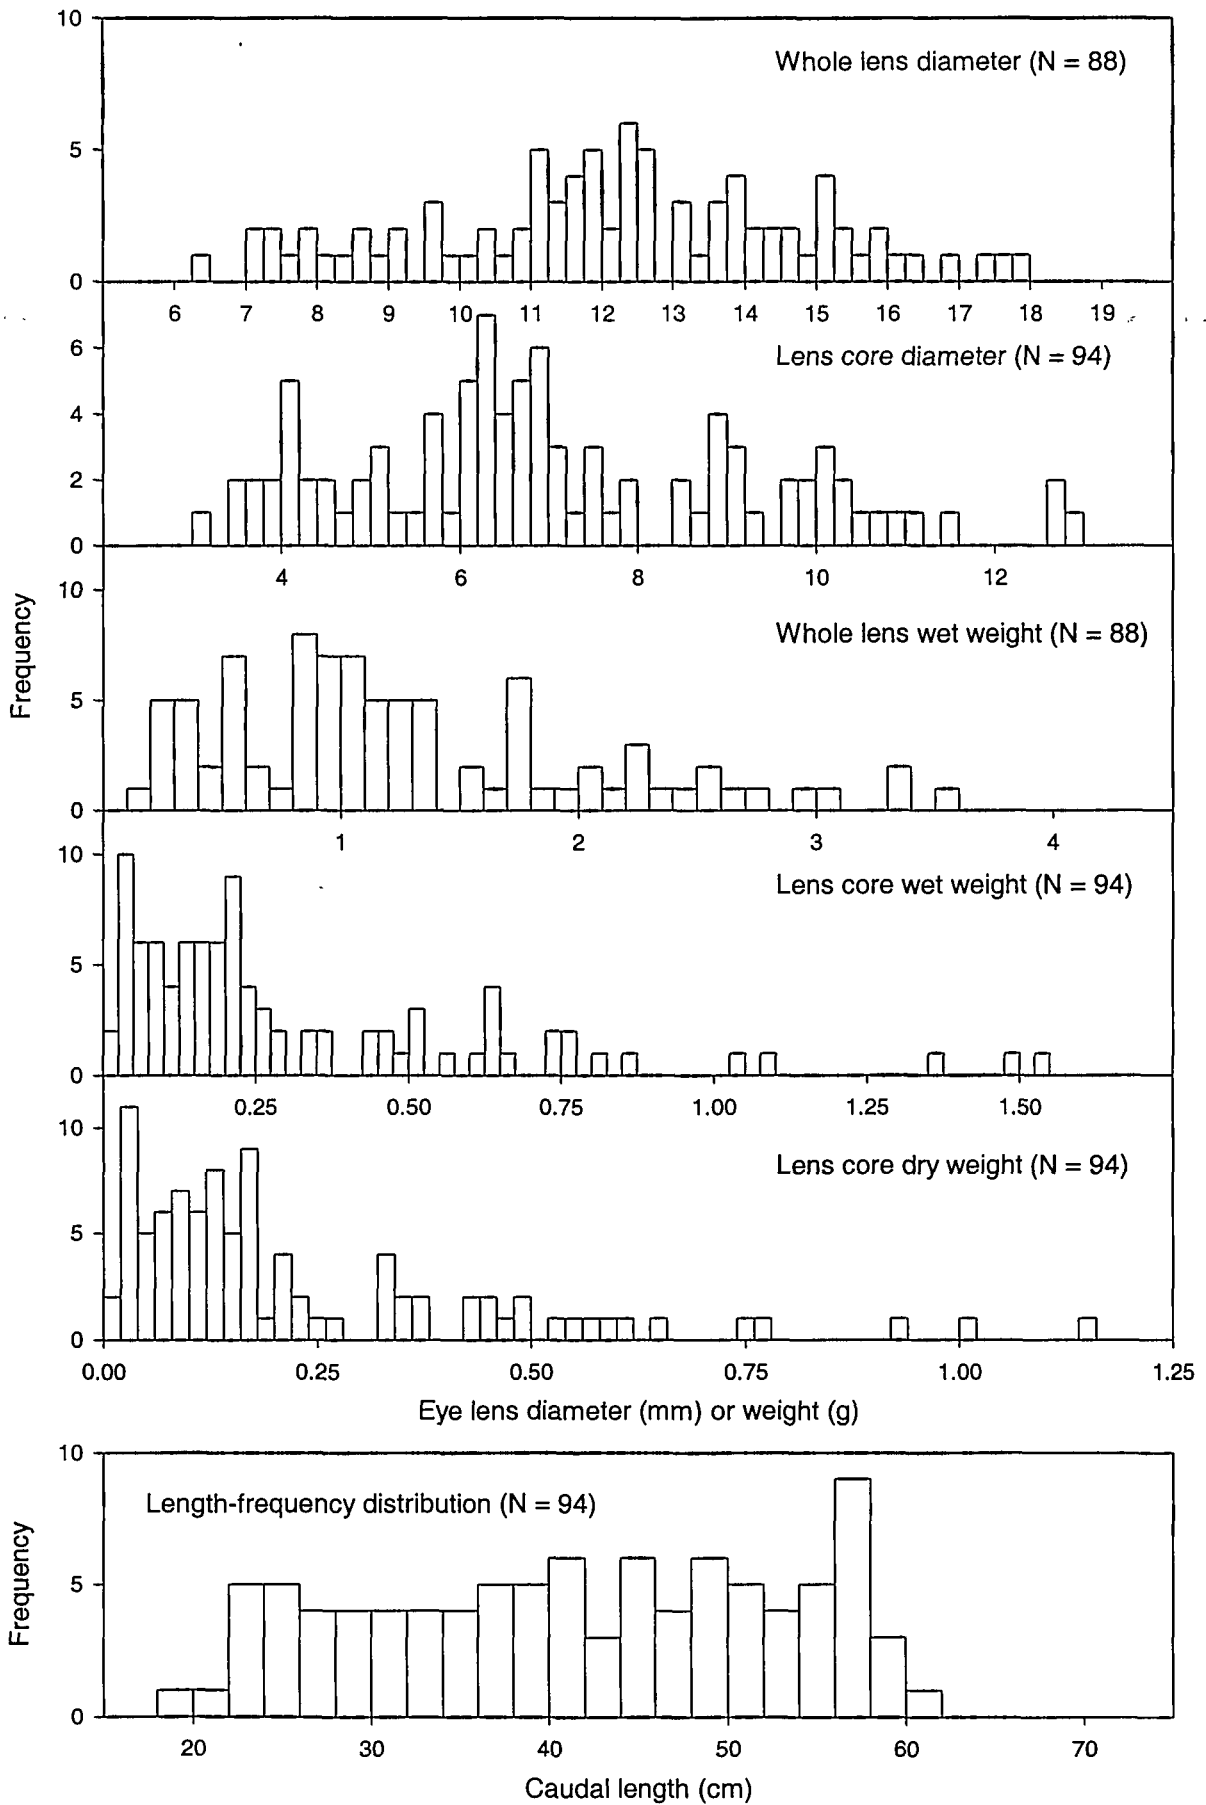 10
Whole lens diameter (N = 88)
5
0
6 7 8 9 10 11 12 13 14 15 16 17 18 19
6
Lens core diameter (N = 94)
4
2
0
4 6 8 10 12
10
Whole lens wet weight (N = 88)
Frequency
5
0
1 2 3 4
10
Lens core wet weight (N = 94)
5
0
0.25 0.50 0.75 1.00 1.25 1.50
10
Lens core dry weight (N = 94)
5
0
0.00 0.25 0.50 0.75 1.00 1.25
Eye lens diameter (mm) or weight (g)
10
Length-frequency distribution (N = 94)
Frequency
5
0
20 30 40 50 60 70
Caudal length (cm)